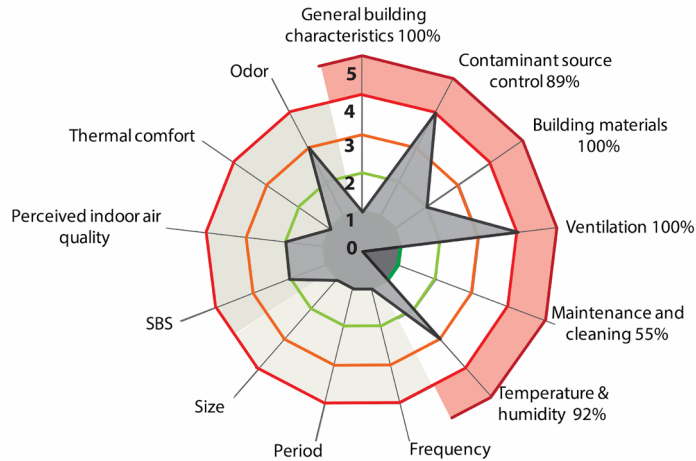 General building
characteristics 100%
Contaminant source
control 89%
Odor
5
4
3
2
1
0
Building materials
100%
Thermal comfort
Perceived indoor air
quality
Ventilation 100%
SBS
Maintenance and
cleaning 55%
Size
Temperature &
humidity 92%
Period
Frequency